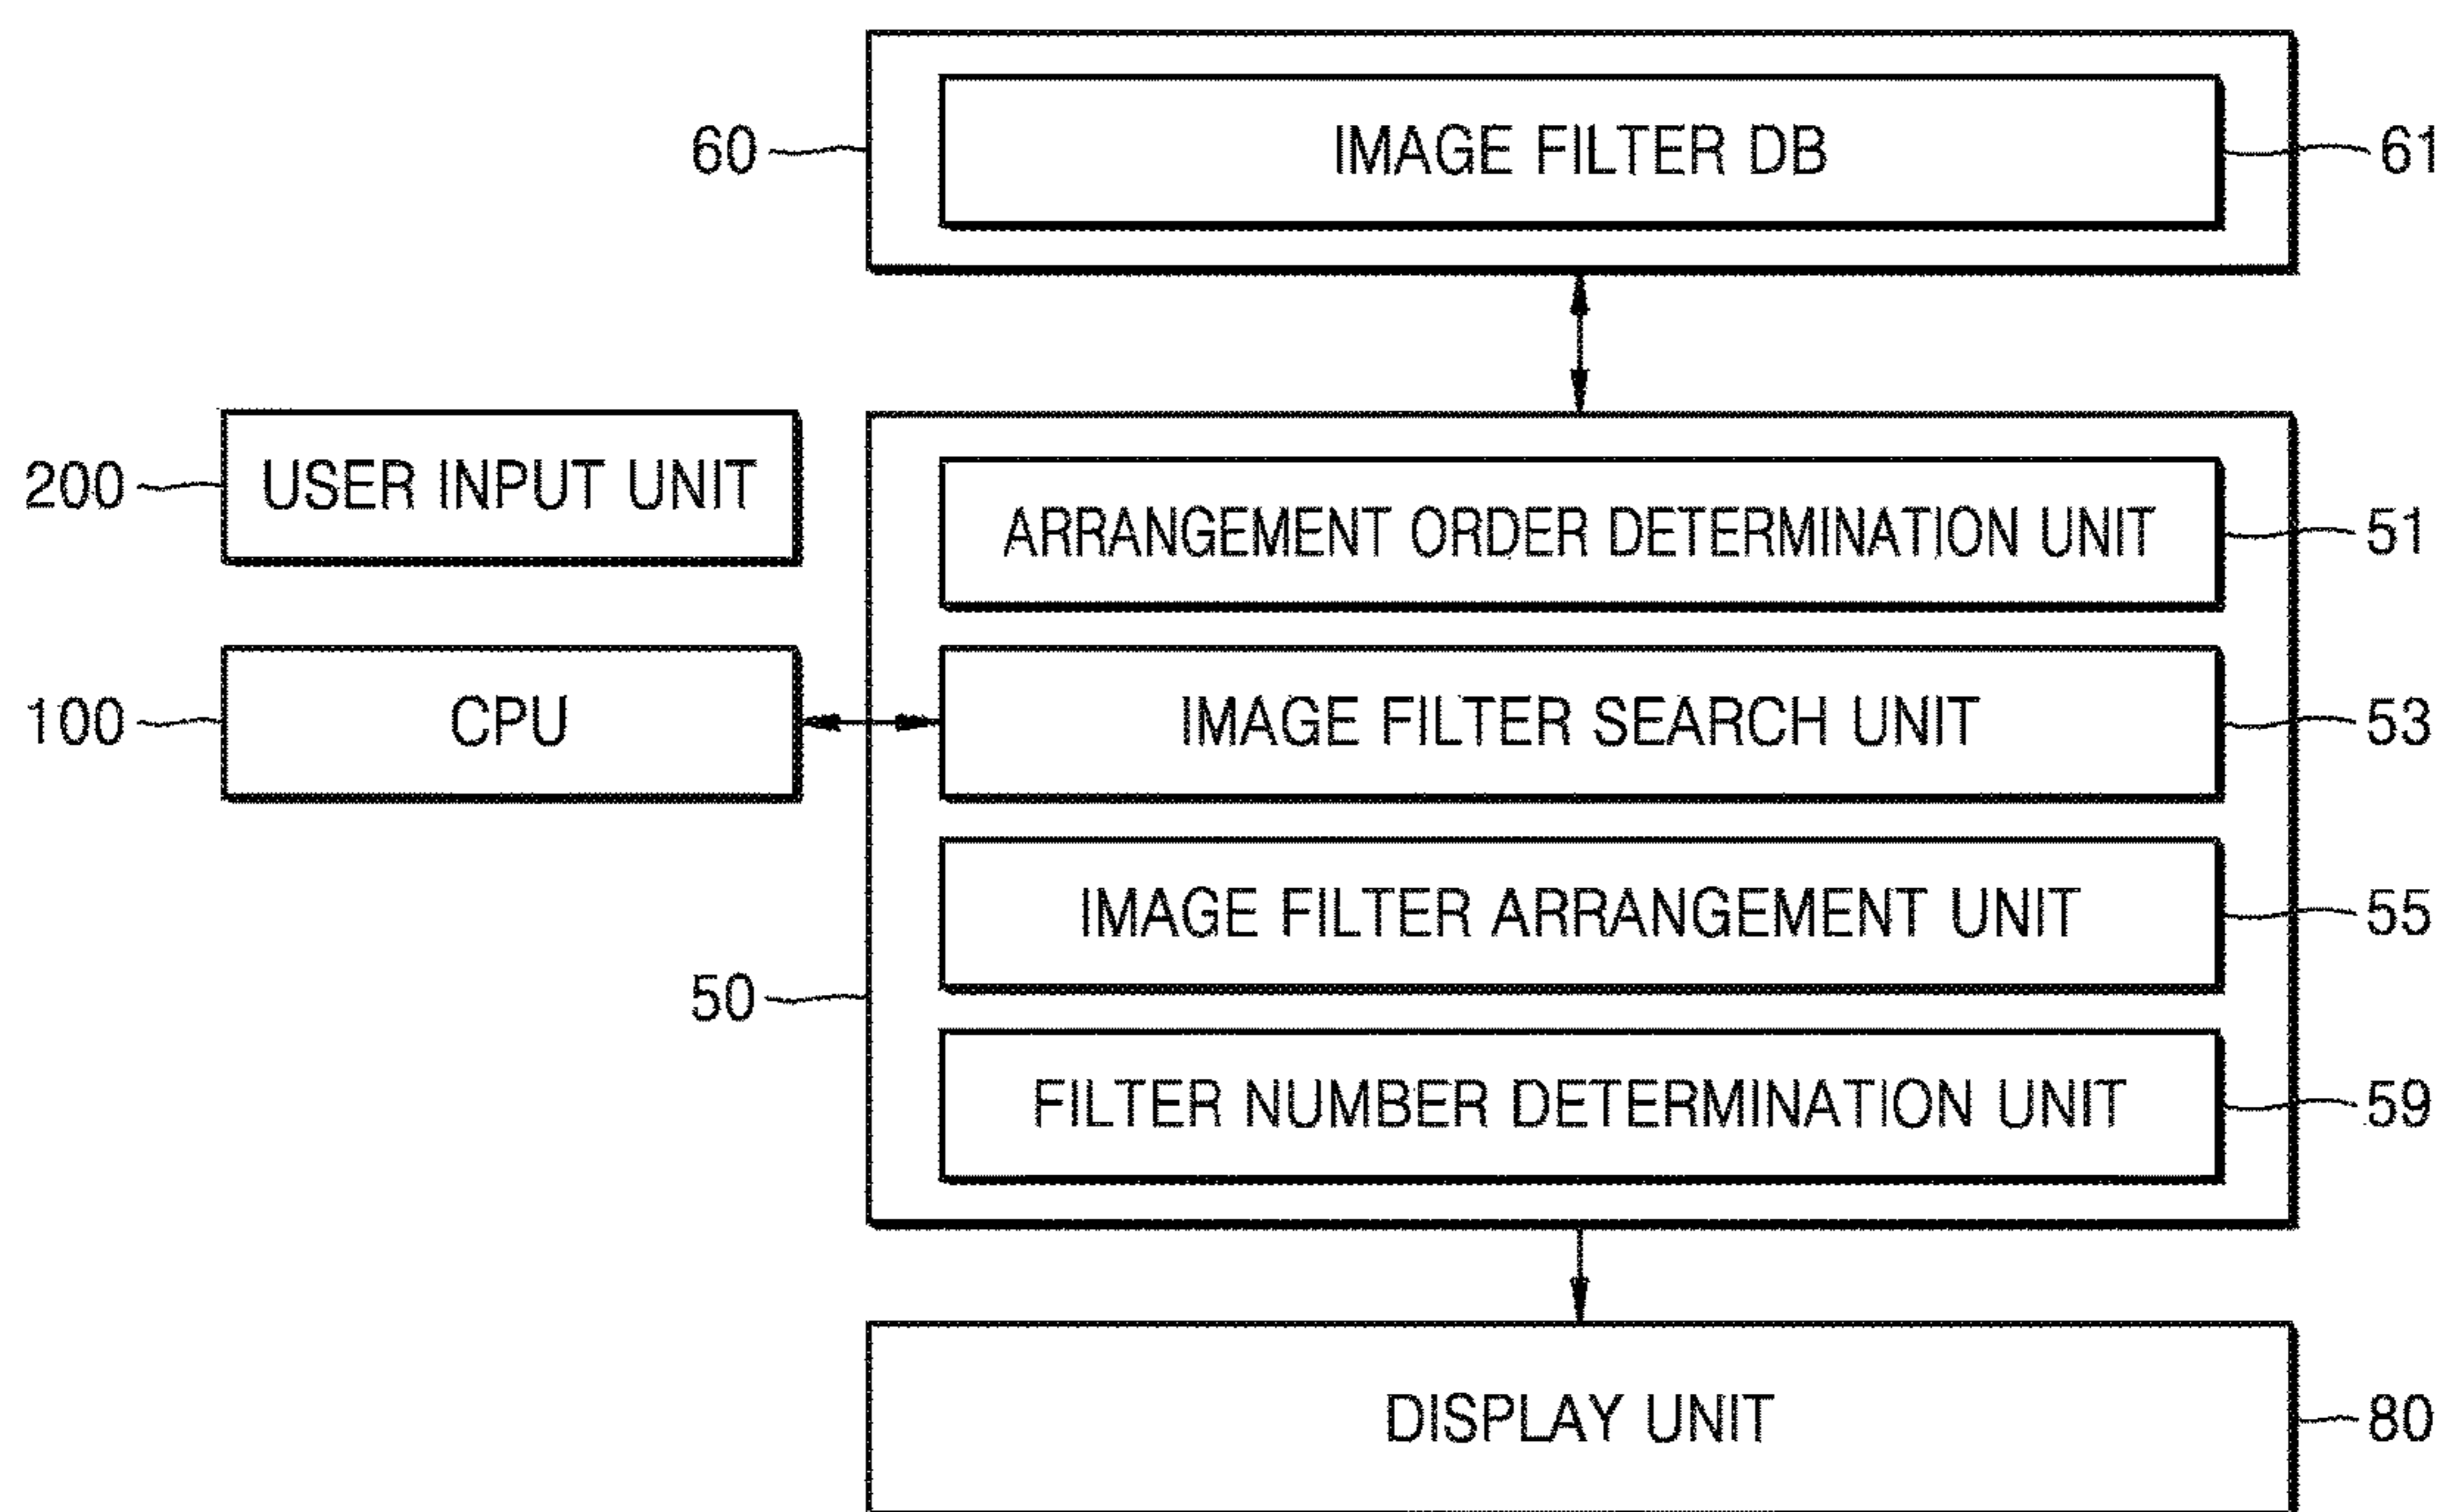 60
IMAGE FILTER DB
61
200
USER INPUT UNIT
ARRANGEMENT ORDER DETERMINATION UNIT
51
100
CPU
IMAGE FILTER SEARCH UNIT
53
IMAGE FILTER ARRANGEMENT UNIT
55
50
FILTER NUMBER DETERMINATION UNIT
59
DISPLAY UNIT
80